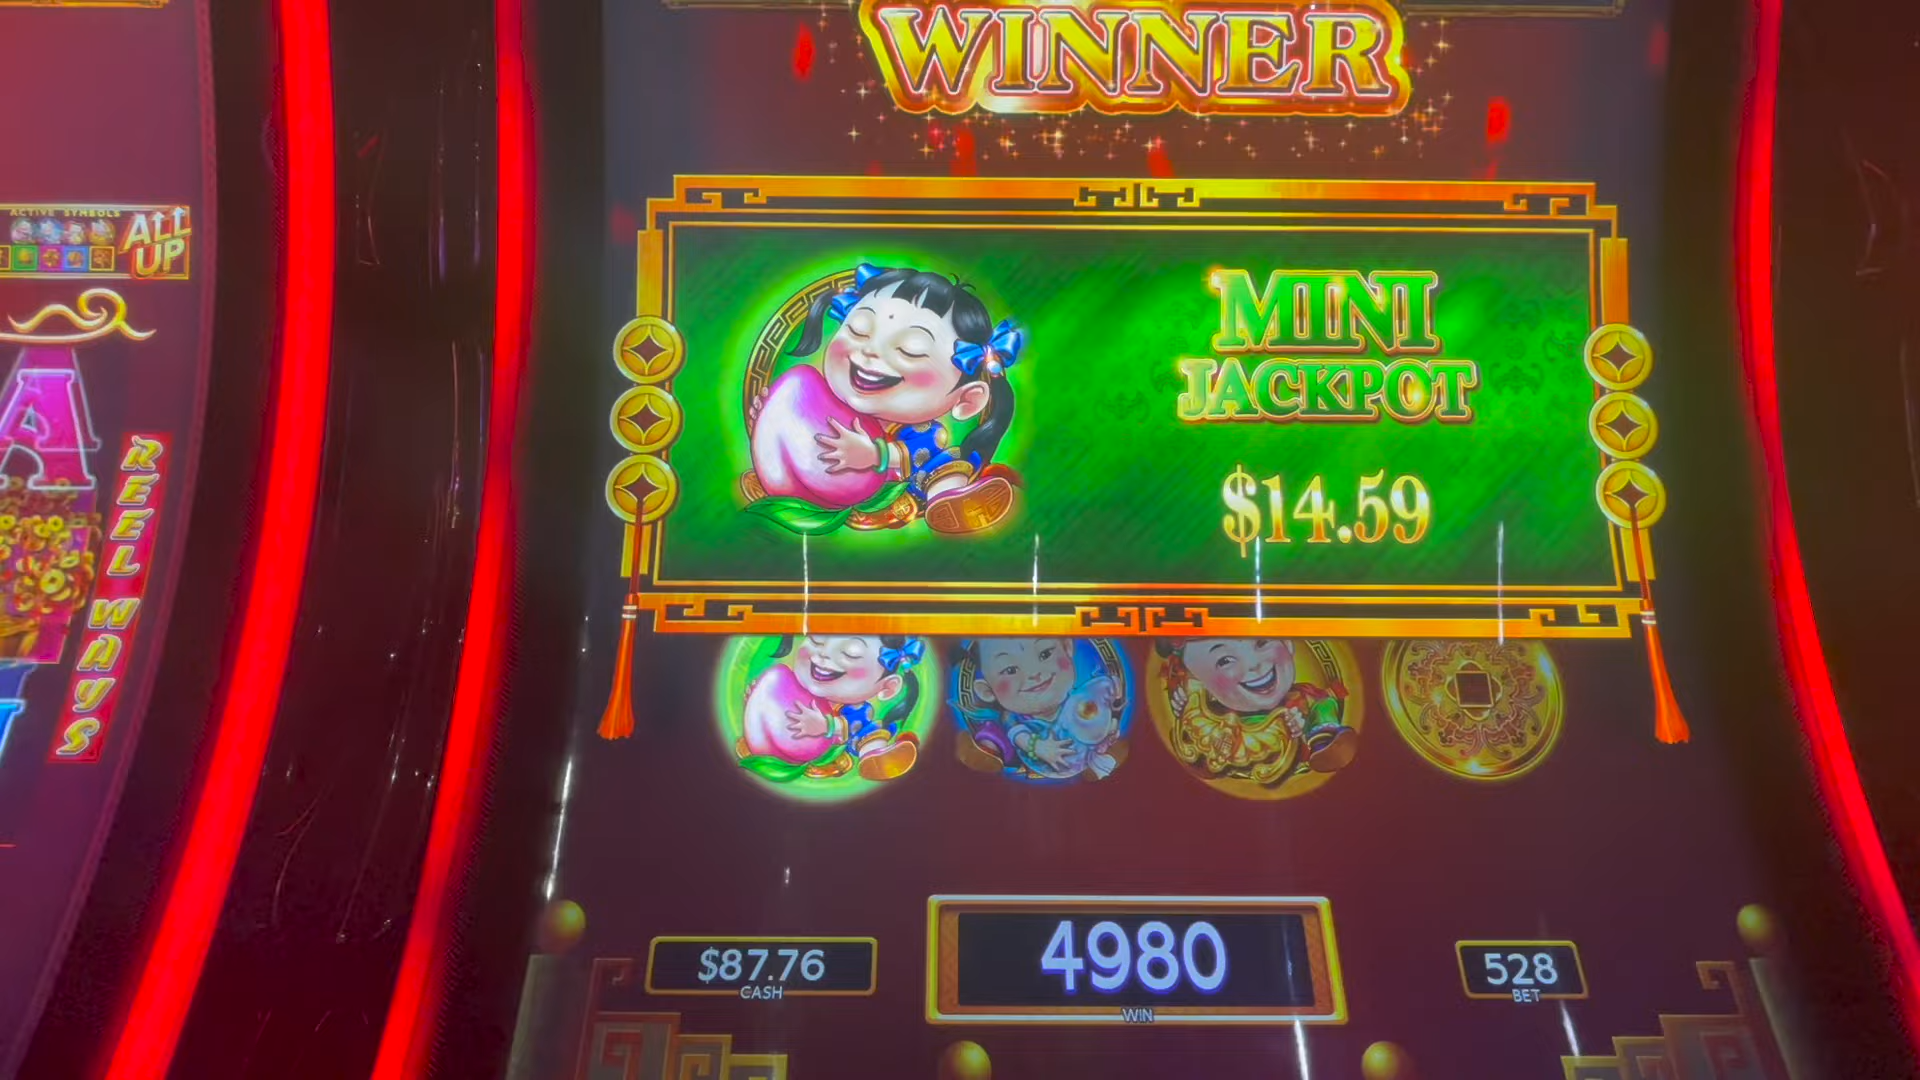 WINNER
ACTIVE SYMBOLS
ALL
UP
A
REEL WAYS
MINI
JACKPOT
$14.59
$87.76
CASH
4980
WIN
528
BET